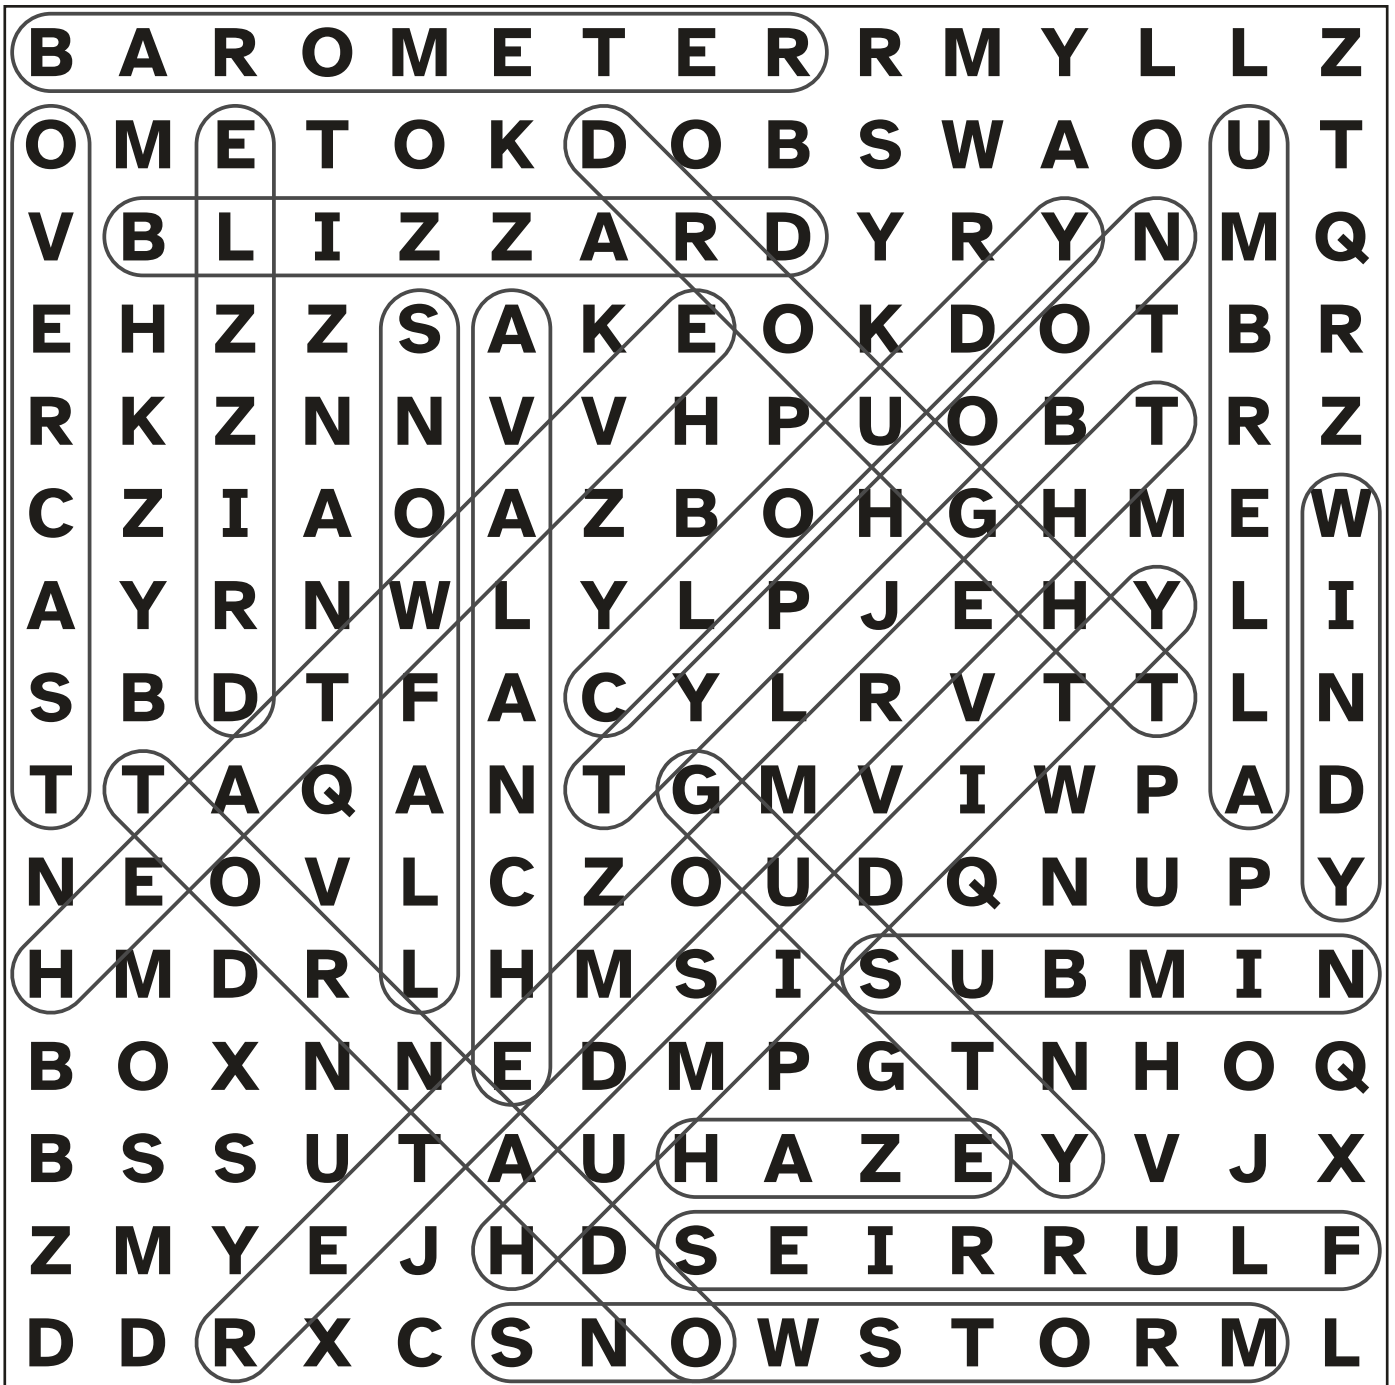 B A R O M E T E R R M Y L L Z
O M E T O K D O B S W A O U T
V B L I Z Z A R D Y R Y N M Q
E H Z Z S A K E O K D O T B R
R K Z N N V V H P U O B T R Z
C Z I A O A Z B O H G H M E W
A Y R N W L Y L P J E H Y L I
S B D T F A C Y L R V T T L N
T T A Q A N T G M V I W P A D
N E O V L C Z O U D Q N U P Y
H M D R L H M S I S U B M I N
B O X N N E D M P G T N H O Q
B S S U T A U H A Z E Y V J X
Z M Y E J H D S E I R R U L F
D D R X C S N O W S T O R M L